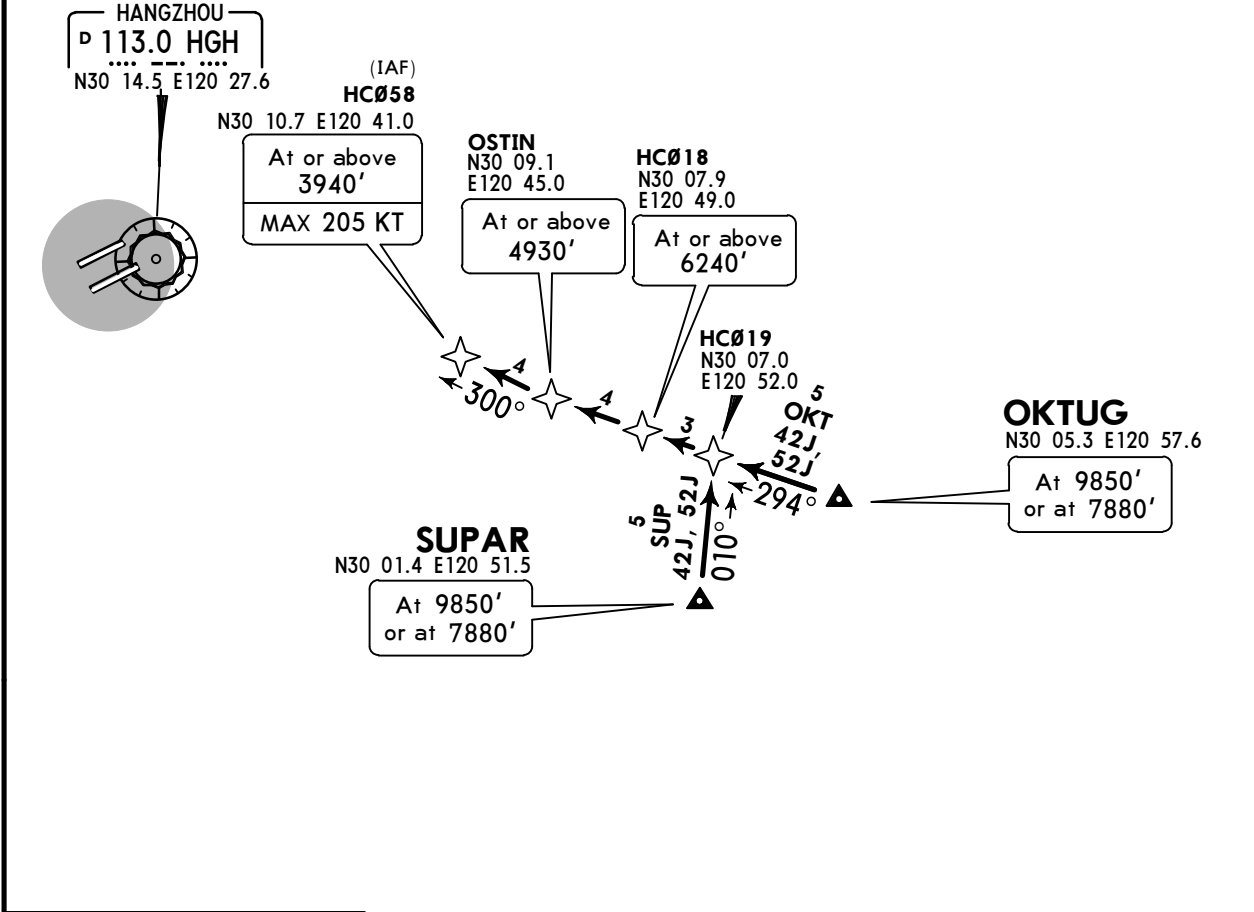 HANGZHOU
D 113.0 HGH
N30 14.5 E120 27.6
(IAF)
HCØ58
N30 10.7 E120 41.0
At or above
3940'
MAX 205 KT
OSTIN
N30 09.1
E120 45.0
At or above
4930'
HCØ18
N30 07.9
E120 49.0
At or above
6240'
HCØ19
N30 07.0
E120 52.0
4
300°
4
3
5
OKT
42J,
52J
294°
OKTUG
N30 05.3 E120 57.6
At 9850'
or at 7880'
5
SUP
42J, 52J
010°
SUPAR
N30 01.4 E120 51.5
At 9850'
or at 7880'